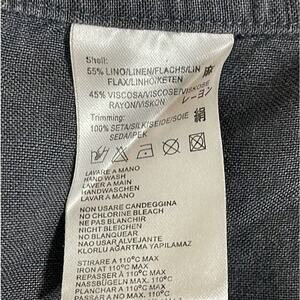 Shell:
55% LINO/LINEN/FLACHS/LIN 麻
FLAX/LINHO/KETEN
45% VISCOSA/VISCOSE/VISKOSE
RAYON/VISKON レーヨン
Trimming:
100% SETA/SILK/SEIDE/SOIE 絹
SEDA/IPEK
LAVARE A MANO
HAND WASH
LAVER A MAIN
HANDWASCHEN
LAVAR A MANO
NON USARE CANDEGGINA
NO CHLORINE BLEACH
NICHT BLEICHEN
NO BLANQUEAR
NAO USAR ALVEJANTE
KLORLU AGARTMA YAPILAMAZ
STIRARE A 110°C MAX
IRON AT 110°C MAX
REPASSER À 110°C MAX
NASSBÜGELN 110°C MAX
PLANCHAR A 110°C MAX
PASSAR A NO MAX. 110°C